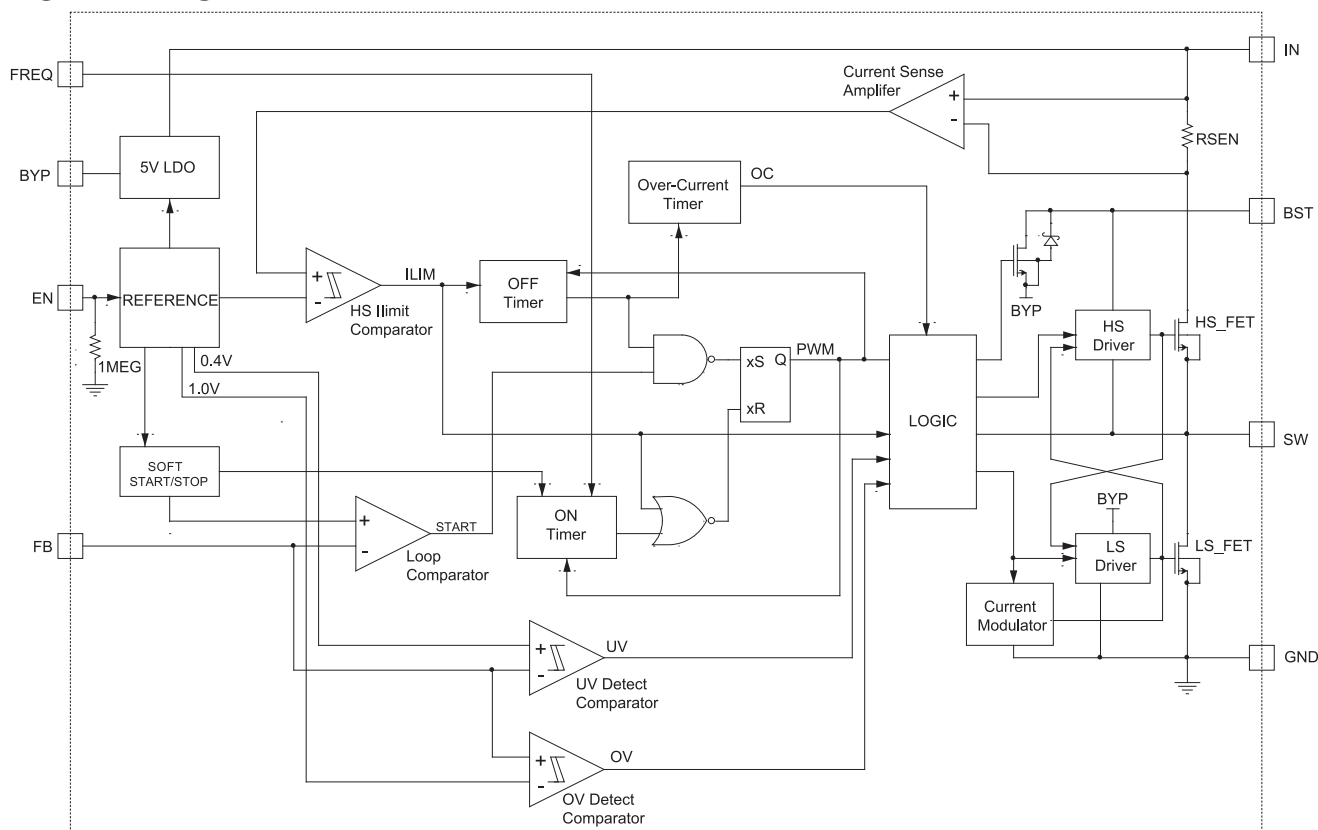 IN
FREQ
Current Sense
Amplifer
+
-
RSEN
5V LDO
BYP
Over-Current
Timer
OC
BST
EN
REFERENCE
+
-
HS Ilimit
Comparator
ILIM
OFF
Timer
BYP
1MEG
0.4V
1.0V
xS
Q
xR
PWM
LOGIC
HS
Driver
HS_FET
SW
SOFT
START/STOP
FB
+
-
START
Loop
Comparator
ON
Timer
BYP
LS
Driver
LS_FET
Current
Modulator
GND
+
-
UV
UV Detect
Comparator
+
-
OV
OV Detect
Comparator